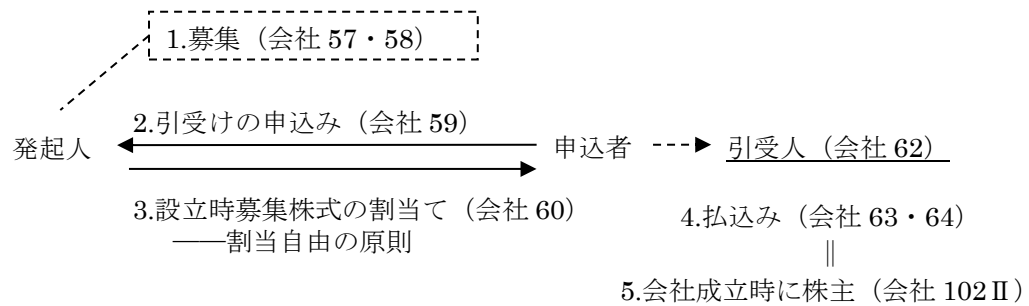 1.募集（会社 57・58）
2.引受けの申込み（会社 59）
発起人 申込者 引受人（会社 62）
3.設立時募集株式の割当て（会社 60）
――割当自由の原則
4.払込み（会社 63・64）
∥
5.会社成立時に株主（会社 102Ⅱ）